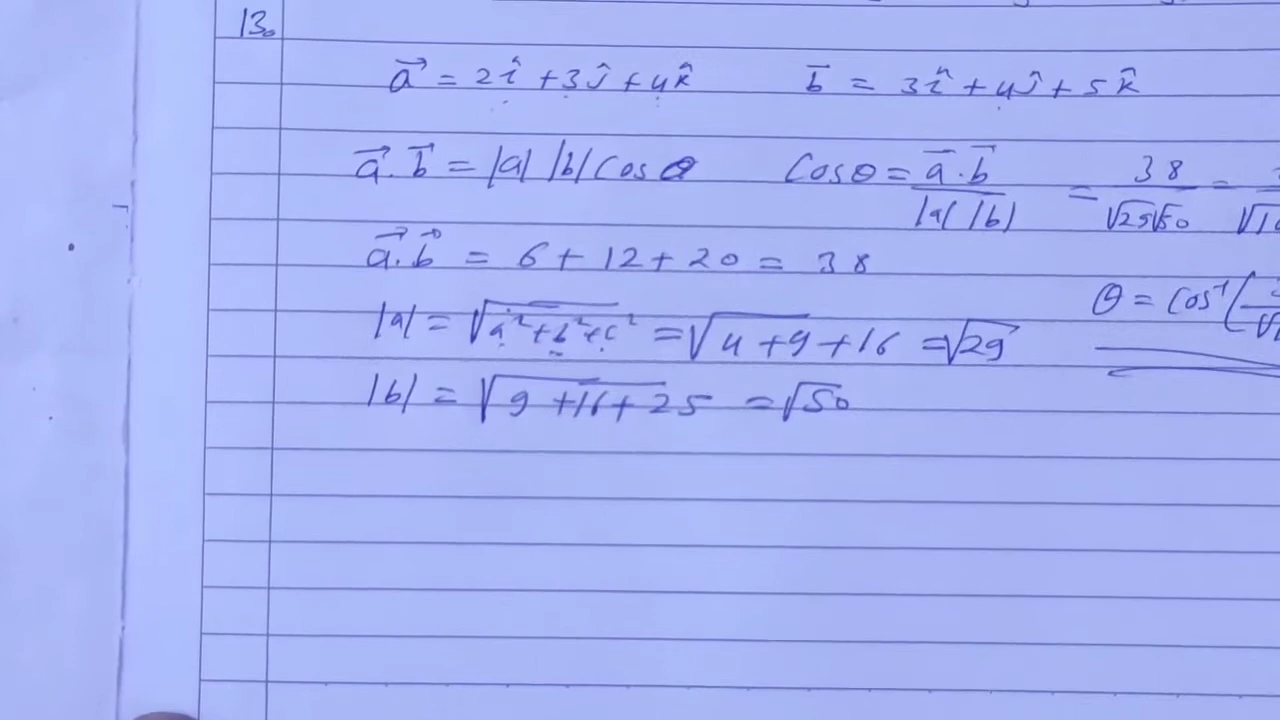 13.
a⃗ = 2î + 3ĵ + 4k̂ b̄ = 3î + 4ĵ + 5k̂
a⃗.b⃗ = |a| |b| Cos θ Cosθ = a⃗.b⃗ / |a| |b| = 38 / √29√50 =
a⃗.b⃗ = 6 + 12 + 20 = 38
θ = Cos⁻¹(
|a| = √a²+b²+c² = √4+9+16 = √29
|b| = √9+16+25 = √50